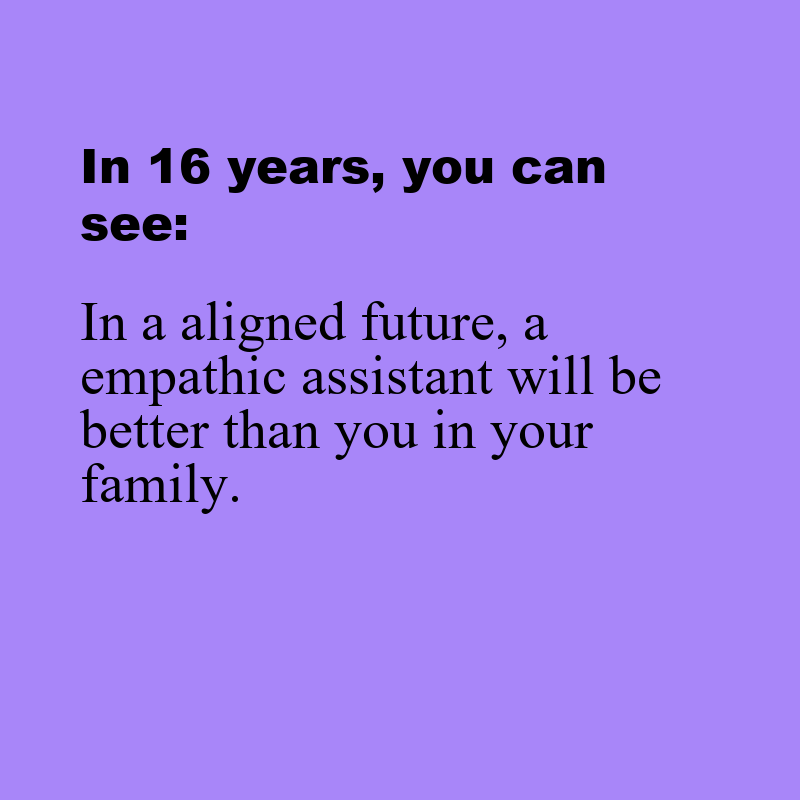 In 16 years, you can
see:
In a aligned future, a
empathic assistant will be
better than you in your
family.